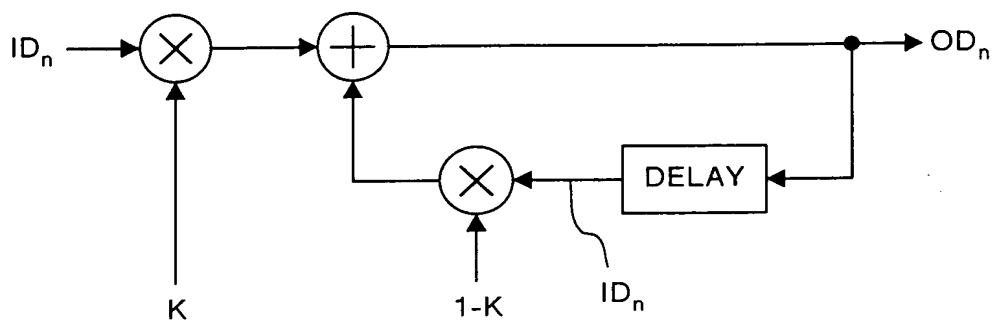 ID_n
OD_n
DELAY
K
1-K
ID_n